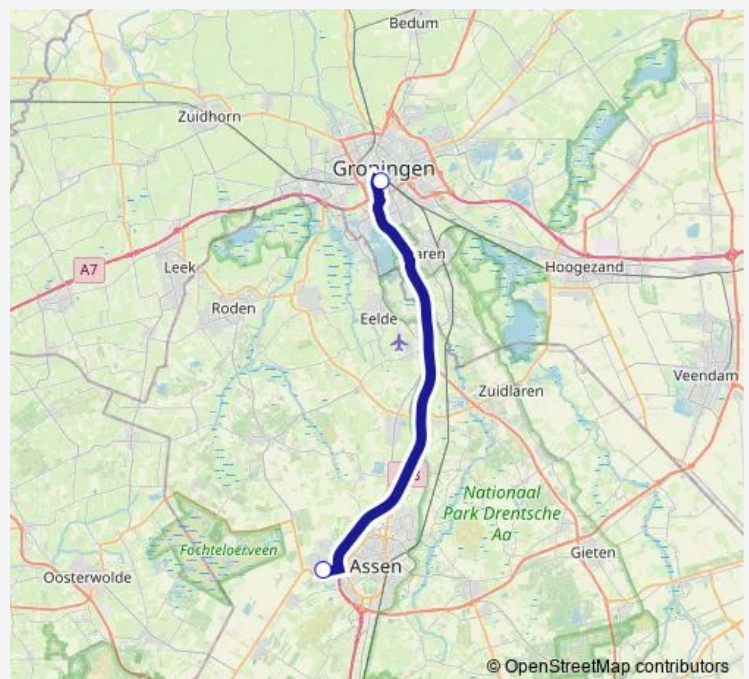 Bedum
Zuidhorn
Groningen
aren
A7
Leek
Hoogezand
Roden
Eelde
Veendam
Zuidlaren
Nationaal
Park Drentsche
Aa
Fochteloërveen
Gieten
Assen
Oosterwolde
© OpenStreetMap contributors